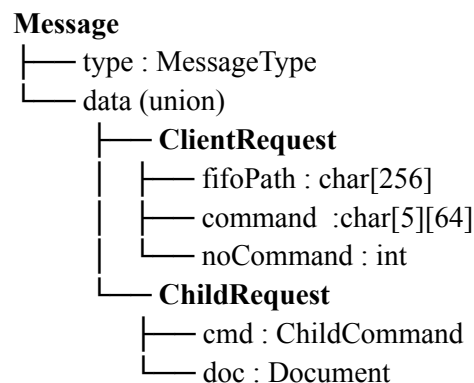 Message
├── type : MessageType
└── data (union)
    ├── ClientRequest
    │   ├── fifoPath : char[256]
    │   ├── command  :char[5][64]
    │   └── noCommand : int
    └── ChildRequest
        ├── cmd : ChildCommand
        └── doc : Document